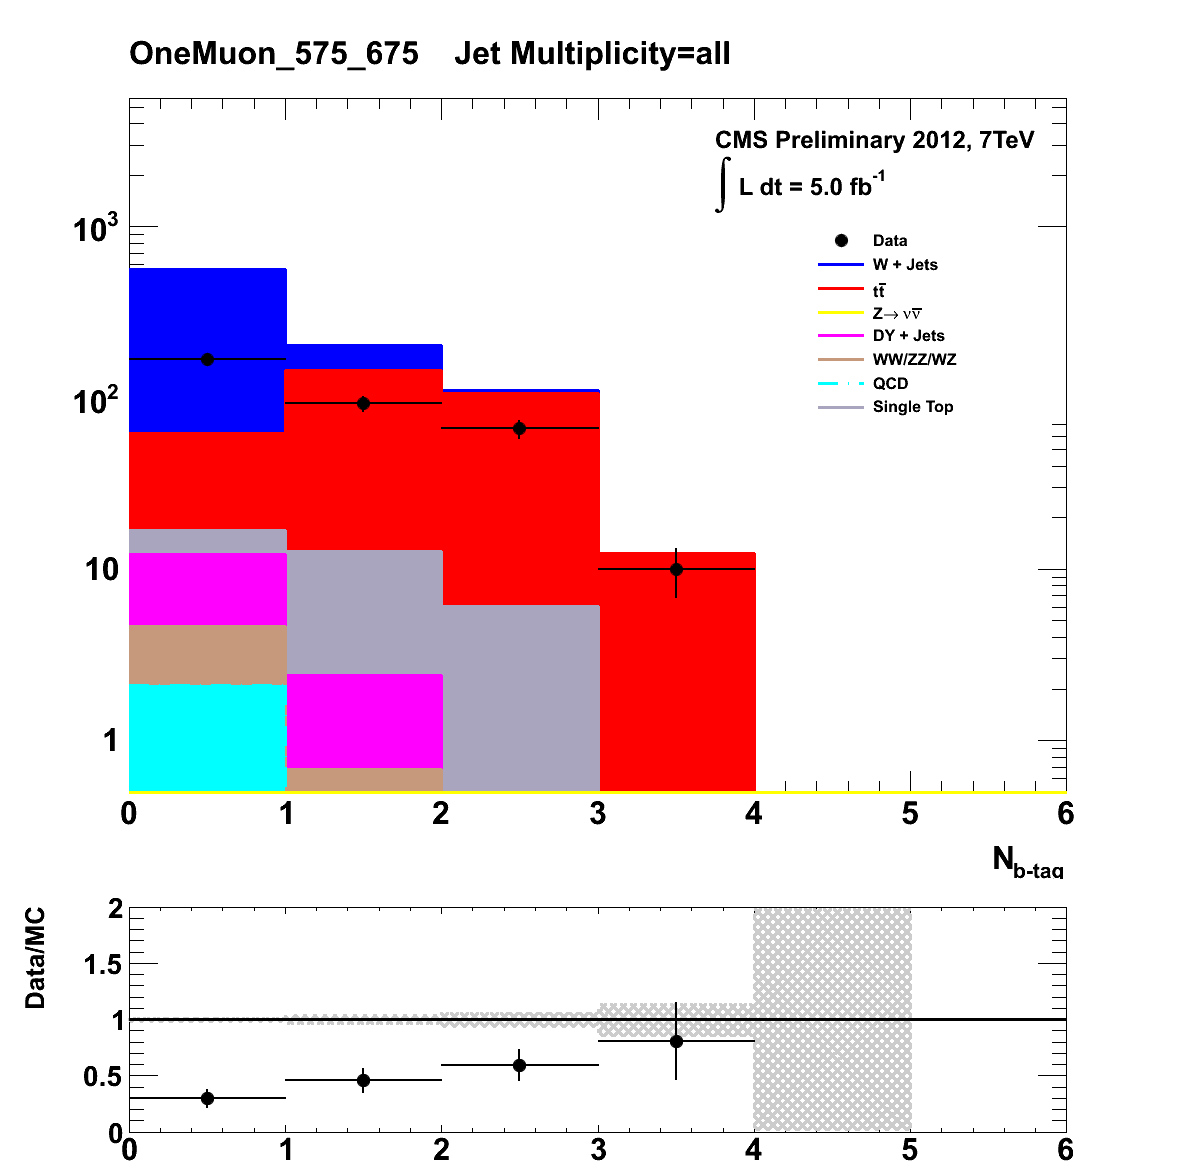 OneMuon_575_675 Jet Multiplicity=all
CMS Preliminary 2012, 7TeV
∫ L dt = 5.0 fb⁻¹
10³
10²
10
1
Data
W + Jets
tt̅
Z→ νν̅
DY + Jets
WW/ZZ/WZ
QCD
Single Top
0 1 2 3 4 5 6
N_b-tag
Data/MC
2
1.5
1
0.5
0
0 1 2 3 4 5 6